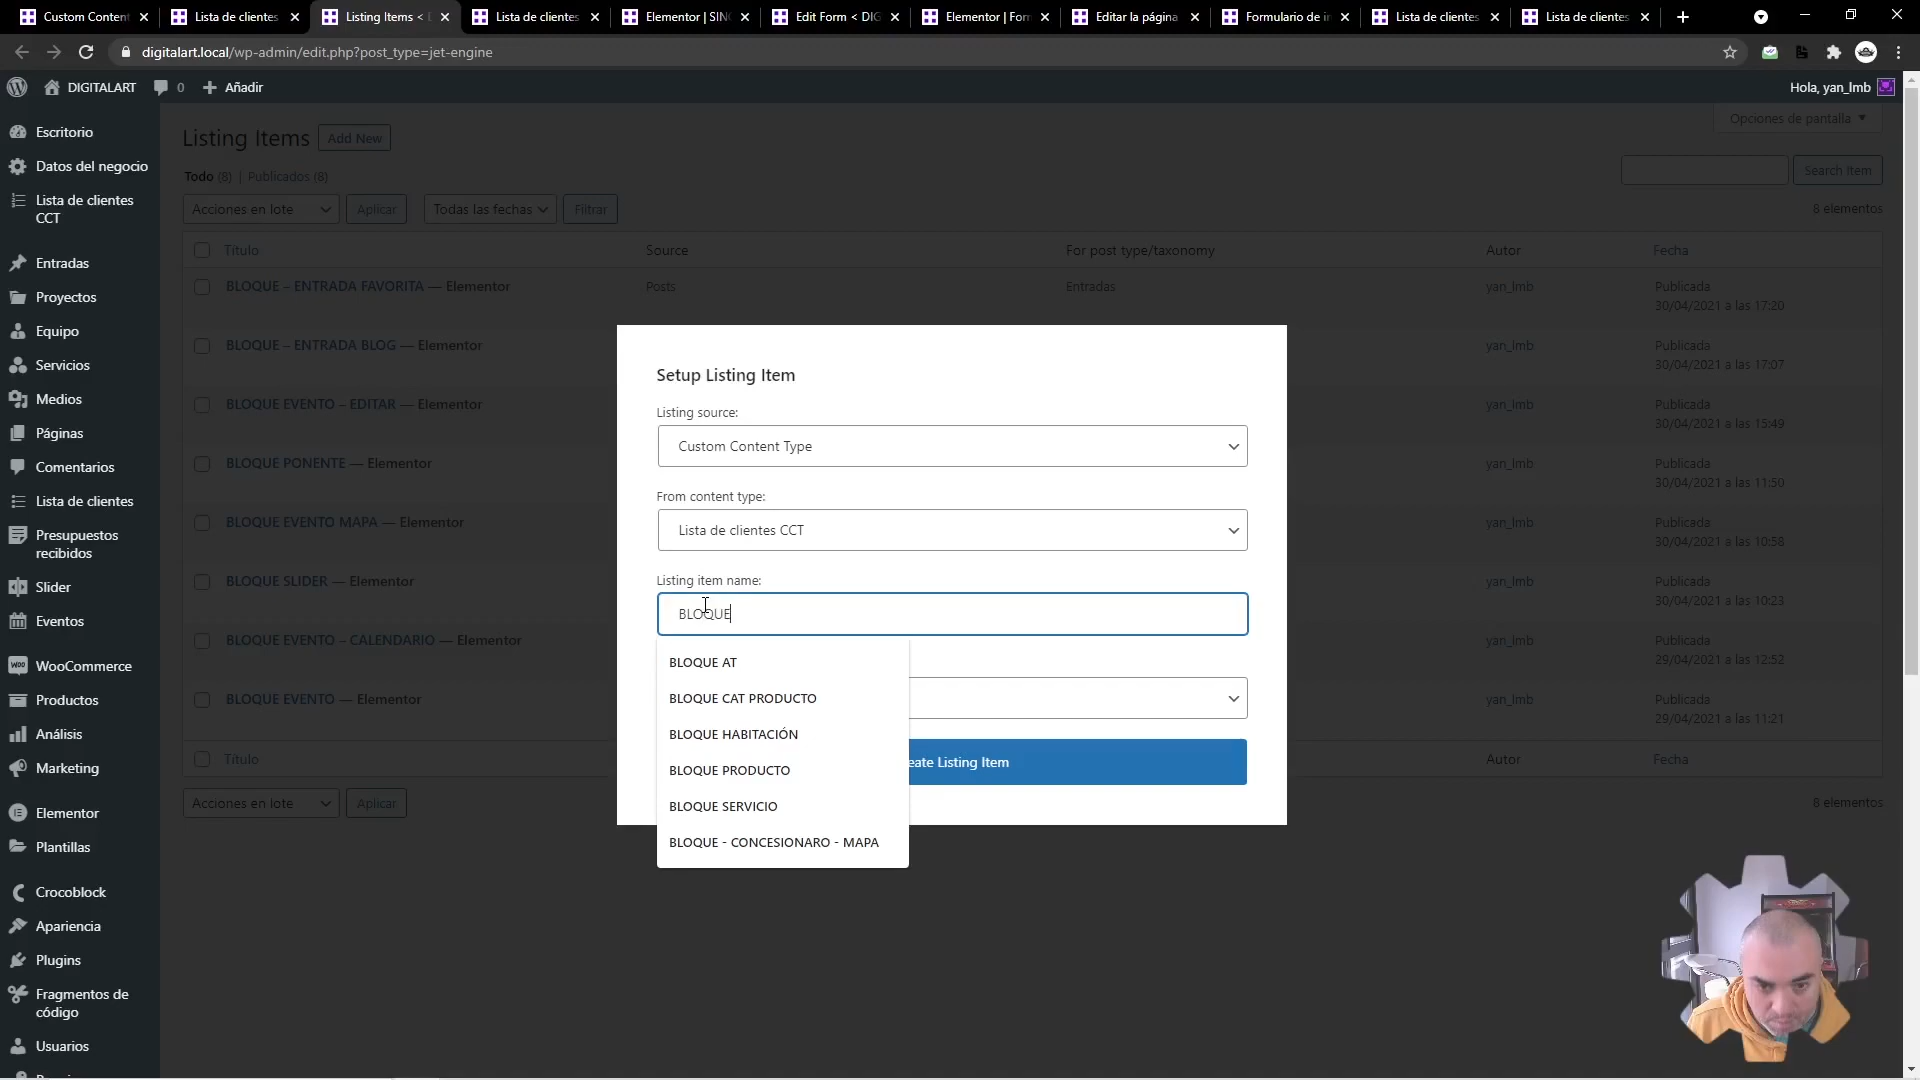 Custom Content
Lista de clientes
Listing Items < D
Lista de clientes
Elementor | SIN
Edit Form < DIG
Elementor | Forn
Editar la página
Formulario de in
Lista de clientes
Lista de clientes
digitalart.local/wp-admin/edit.php?post_type=jet-engine
DIGITALART 0 Añadir
Hola, yan_lmb
Escritorio
Datos del negocio
Lista de clientes
CCT
Entradas
Proyectos
Equipo
Servicios
Medios
Páginas
Comentarios
Lista de clientes
Presupuestos
recibidos
Slider
Eventos
WooCommerce
Productos
Análisis
Marketing
Elementor
Plantillas
Crocoblock
Apariencia
Plugins
Fragmentos de
código
Usuarios
Listing Items Add New
Opciones de pantalla
Todo (8) | Publicados (8)
Search Item
Acciones en lote Aplicar Todas las fechas Filtrar
8 elementos
Título Source For post type/taxonomy Autor Fecha
BLOQUE – ENTRADA FAVORITA — Elementor Posts Entradas yan_lmb Publicada
30/04/2021 a las 17:20
BLOQUE – ENTRADA BLOG — Elementor yan_lmb Publicada
30/04/2021 a las 17:07
BLOQUE EVENTO – EDITAR — Elementor yan_lmb Publicada
30/04/2021 a las 15:49
BLOQUE PONENTE — Elementor yan_lmb Publicada
30/04/2021 a las 11:50
BLOQUE EVENTO MAPA — Elementor yan_lmb Publicada
30/04/2021 a las 10:58
BLOQUE SLIDER — Elementor yan_lmb Publicada
30/04/2021 a las 10:23
BLOQUE EVENTO – CALENDARIO — Elementor yan_lmb Publicada
29/04/2021 a las 12:52
BLOQUE EVENTO — Elementor yan_lmb Publicada
29/04/2021 a las 11:21
Título Autor Fecha
Acciones en lote Aplicar
8 elementos
Setup Listing Item
Listing source:
Custom Content Type
From content type:
Lista de clientes CCT
Listing item name:
BLOQUE
BLOQUE AT
BLOQUE CAT PRODUCTO
BLOQUE HABITACIÓN
BLOQUE PRODUCTO
BLOQUE SERVICIO
BLOQUE - CONCESIONARO - MAPA
eate Listing Item